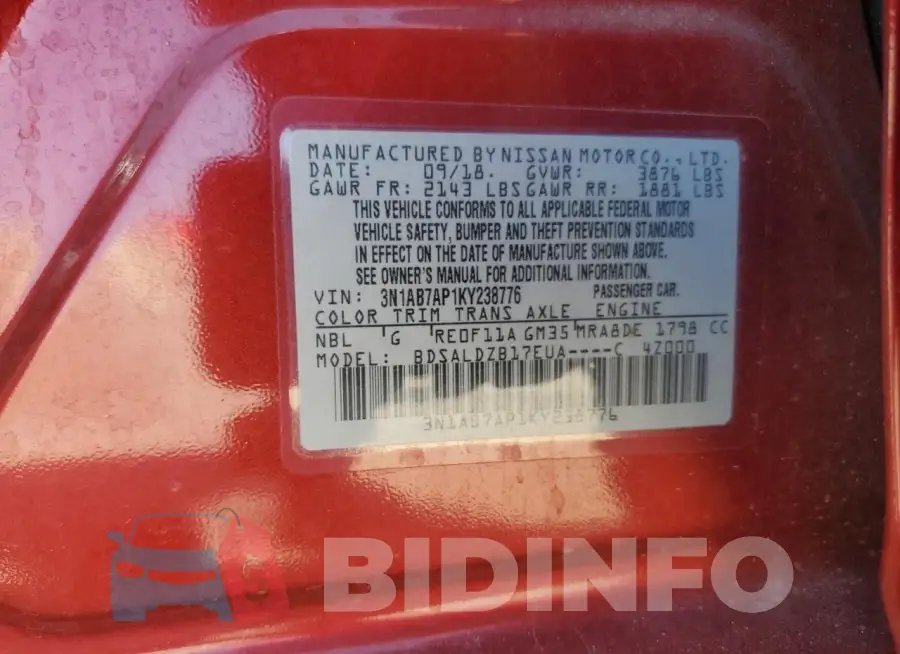 MANUFACTURED BY NISSAN MOTOR CO., LTD.
DATE: 09/18. GVWR: 3876 LBS
GAWR FR: 2143 LBS GAWR RR: 1881 LBS
THIS VEHICLE CONFORMS TO ALL APPLICABLE FEDERAL MOTOR
VEHICLE SAFETY, BUMPER AND THEFT PREVENTION STANDARDS
IN EFFECT ON THE DATE OF MANUFACTURE SHOWN ABOVE.
SEE OWNER'S MANUAL FOR ADDITIONAL INFORMATION.
VIN: 3N1AB7AP1KY238776 PASSENGER CAR.
COLOR TRIM TRANS AXLE ENGINE
NBL G RE0F11A GM35 MRA8DE 1798 CC
MODEL: BDSALDZB17EUA----C 4Z000
3N1AB7AP1KY238776
BIDINFO